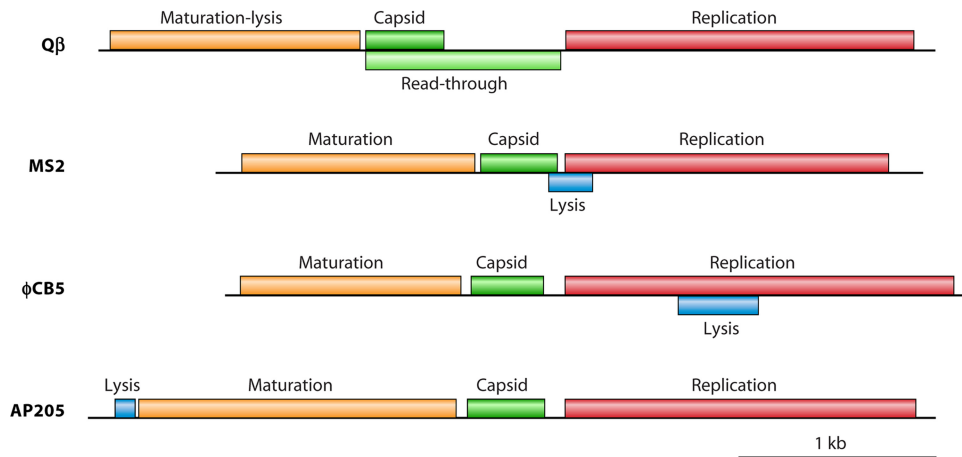 Maturation-lysis Capsid Replication
Qβ
Read-through
Maturation Capsid Replication
MS2
Lysis
Maturation Capsid Replication
ϕCB5
Lysis
Lysis Maturation Capsid Replication
AP205
1 kb